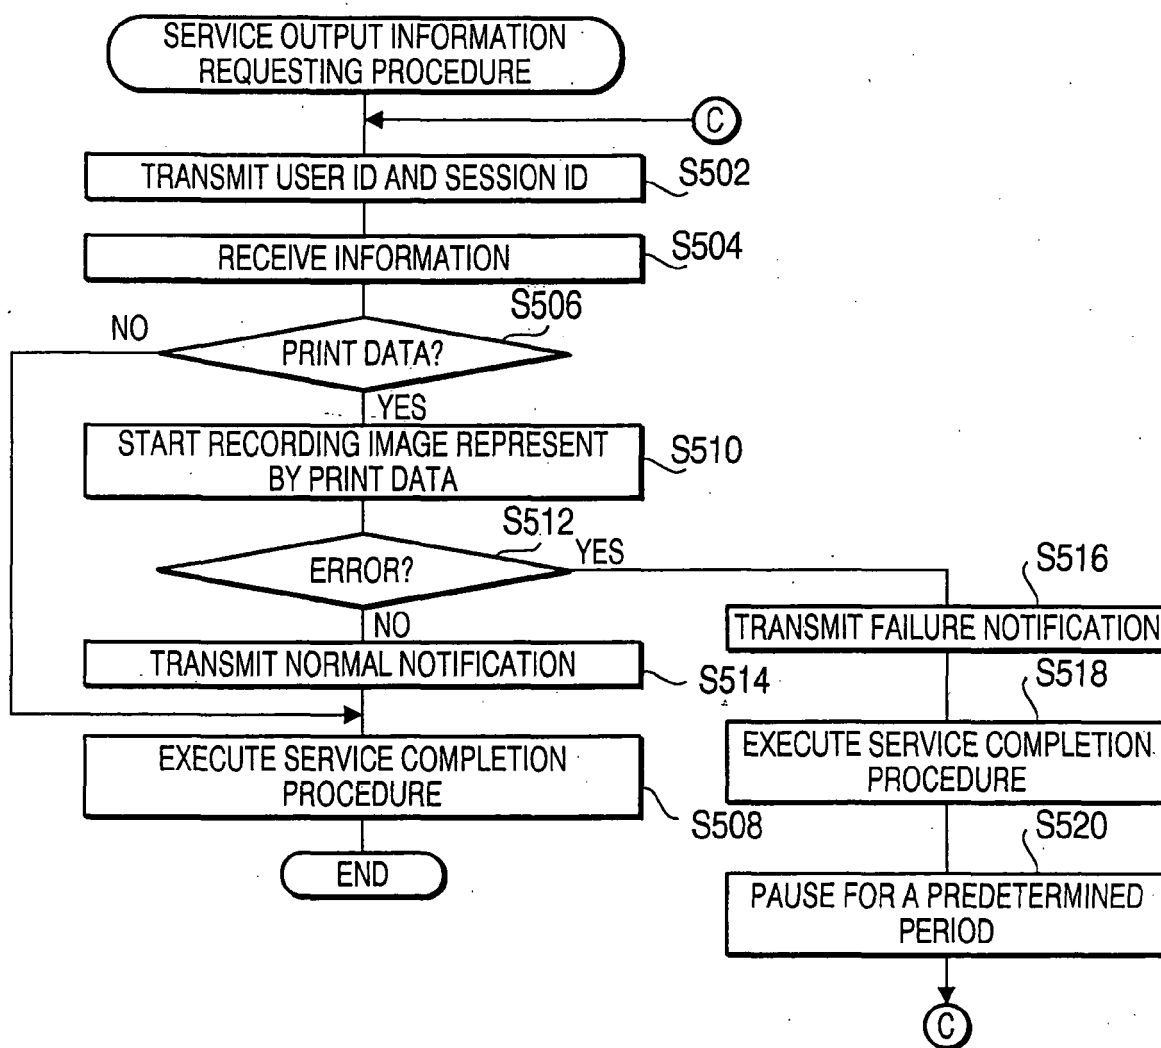 SERVICE OUTPUT INFORMATION
REQUESTING PROCEDURE
C
TRANSMIT USER ID AND SESSION ID
S502
RECEIVE INFORMATION
S504
S506
NO
PRINT DATA?
YES
START RECORDING IMAGE REPRESENT
BY PRINT DATA
S510
S512
ERROR?
YES
NO
TRANSMIT NORMAL NOTIFICATION
S514
S516
TRANSMIT FAILURE NOTIFICATION
S518
EXECUTE SERVICE COMPLETION
PROCEDURE
S508
END
EXECUTE SERVICE COMPLETION
PROCEDURE
S520
PAUSE FOR A PREDETERMINED
PERIOD
C